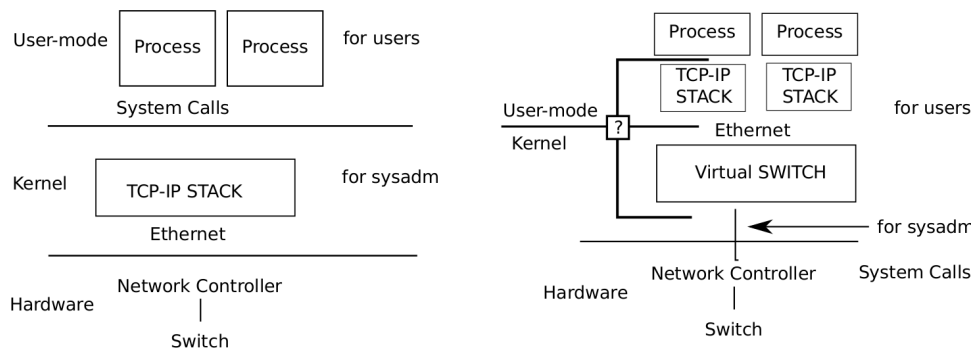 User-mode
Process
Process
for users
System Calls
Kernel
TCP-IP STACK
for sysadm
Ethernet
Hardware
Network Controller
Switch
Process
Process
TCP-IP
STACK
TCP-IP
STACK
for users
User-mode
?
Ethernet
Kernel
Virtual SWITCH
for sysadm
Network Controller
System Calls
Hardware
Switch